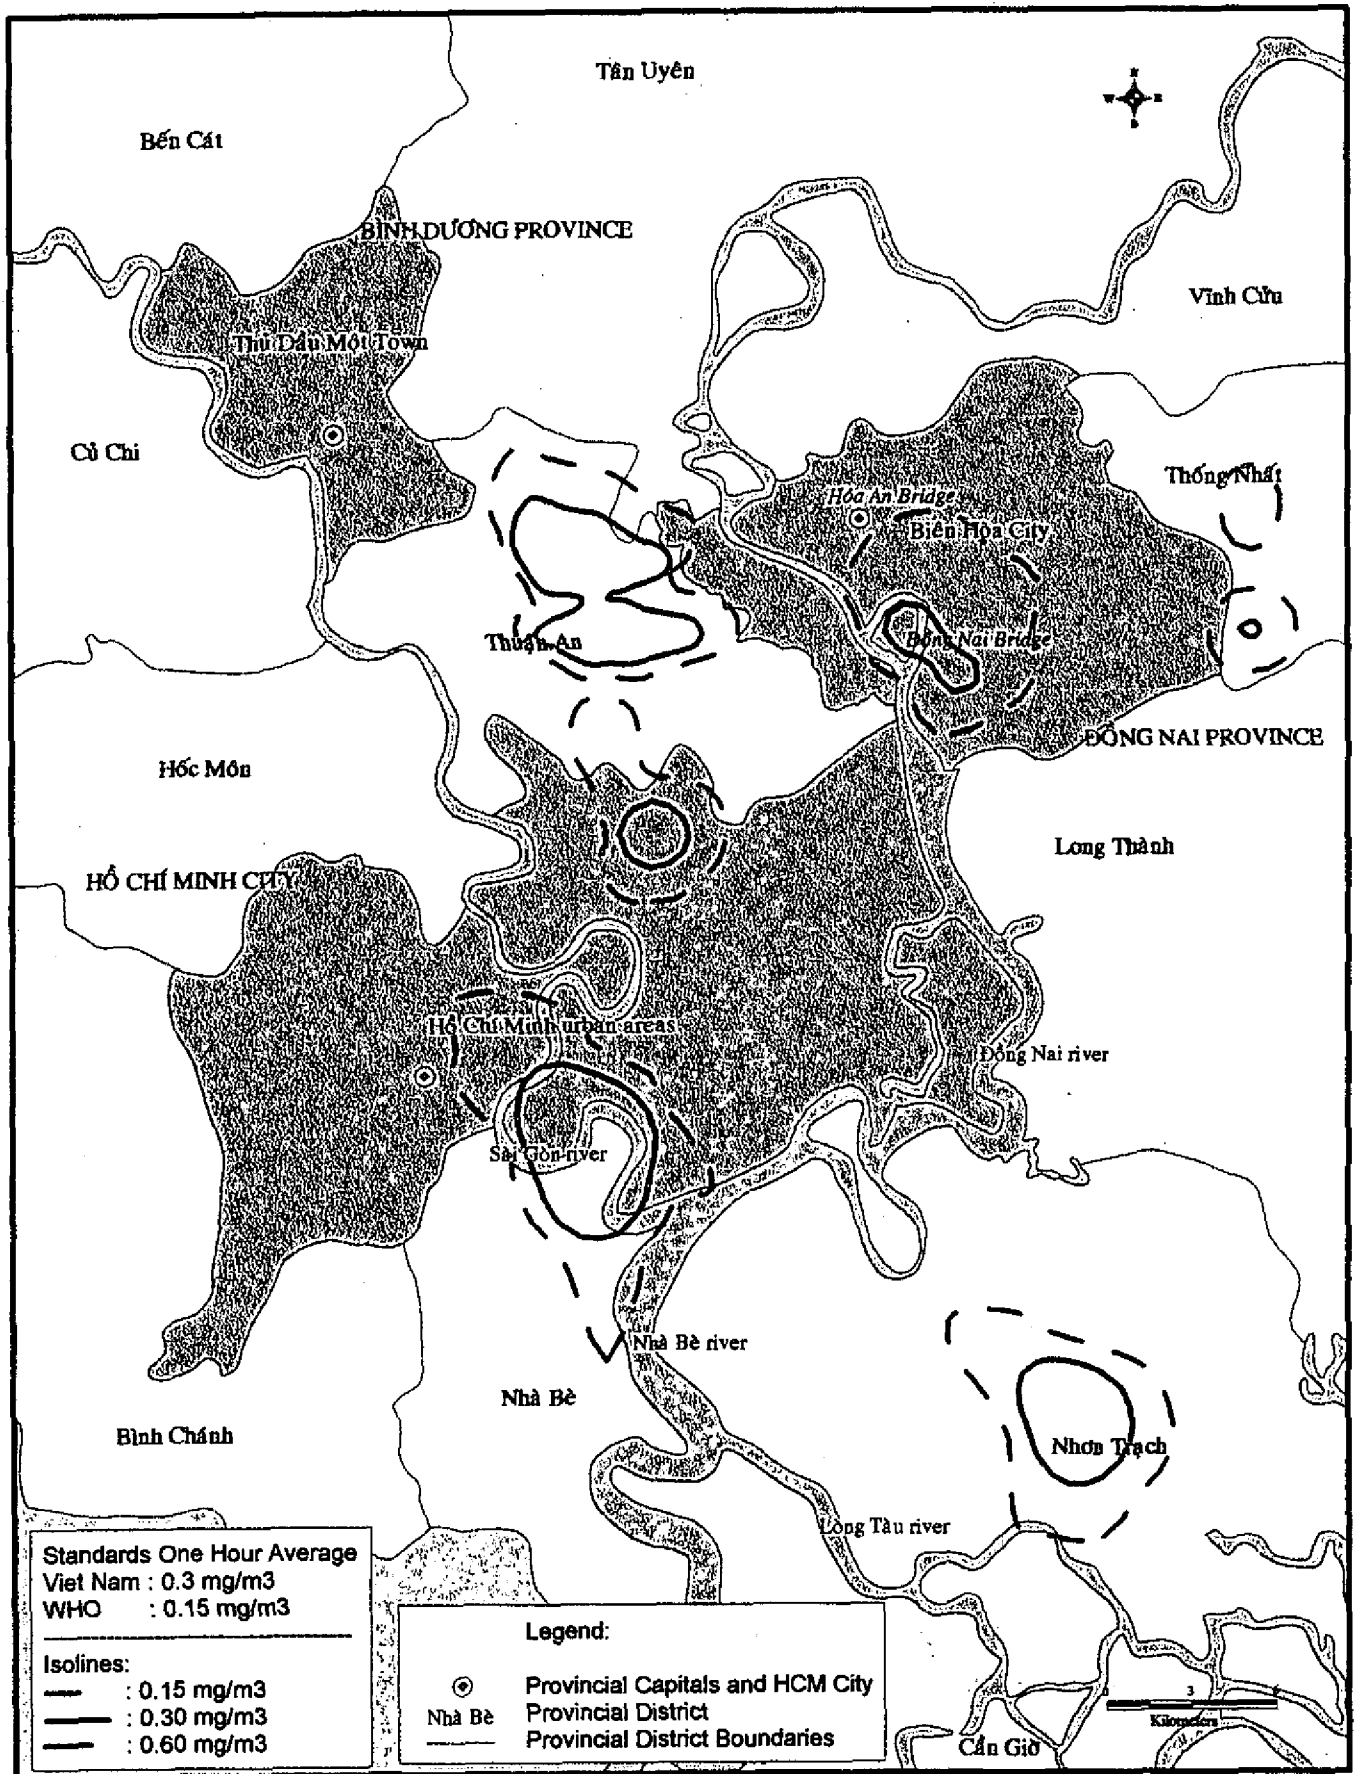 Tân Uyên
N
W
E
Bến Cát
BÌNH DƯƠNG PROVINCE
Vĩnh Cửu
Thủ Dầu Một Town
Củ Chi
Thống Nhất
Hóa An Bridge
Biên Hòa City
Thuận An
Đồng Nai Bridge
ĐỒNG NAI PROVINCE
Hốc Môn
Long Thành
HỒ CHÍ MINH CITY
Hồ Chí Minh urban areas
Đồng Nai river
Sài Gòn river
Nhà Bè river
Nhà Bè
Bình Chánh
Nhơn Trạch
Long Tàu river
Standards One Hour Average
Viet Nam : 0.3 mg/m3
WHO : 0.15 mg/m3
Isolines:
: 0.15 mg/m3
: 0.30 mg/m3
: 0.60 mg/m3
Legend:
Provincial Capitals and HCM City
Nhà Bè Provincial District
Provincial District Boundaries
3
Kilometers
Cần Giờ